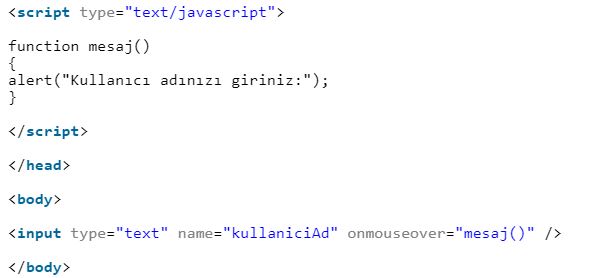 <script type="text/javascript">
function mesaj()
{
alert("Kullanıcı adınızı giriniz:");
}
</script>
</head>
<body>
<input type="text" name="kullaniciAd" onmouseover="mesaj()" />
</body>